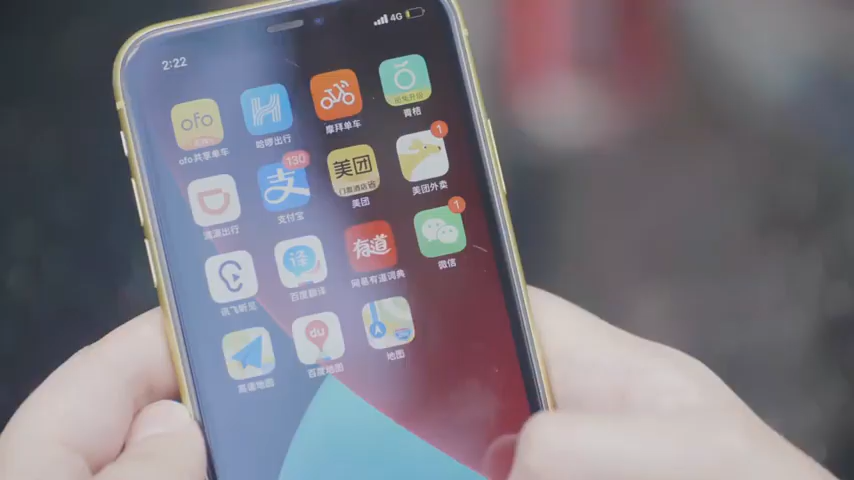 2:22
4G
ofo
ofo共享单车
哈啰出行
摩拜单车
青桔
130
1
美团
滴滴出行
支
支付宝
美团
美团外卖
译
有道
1
讯飞听见
百度翻译
网易有道词典
微信
du
高德地图
百度地图
地图